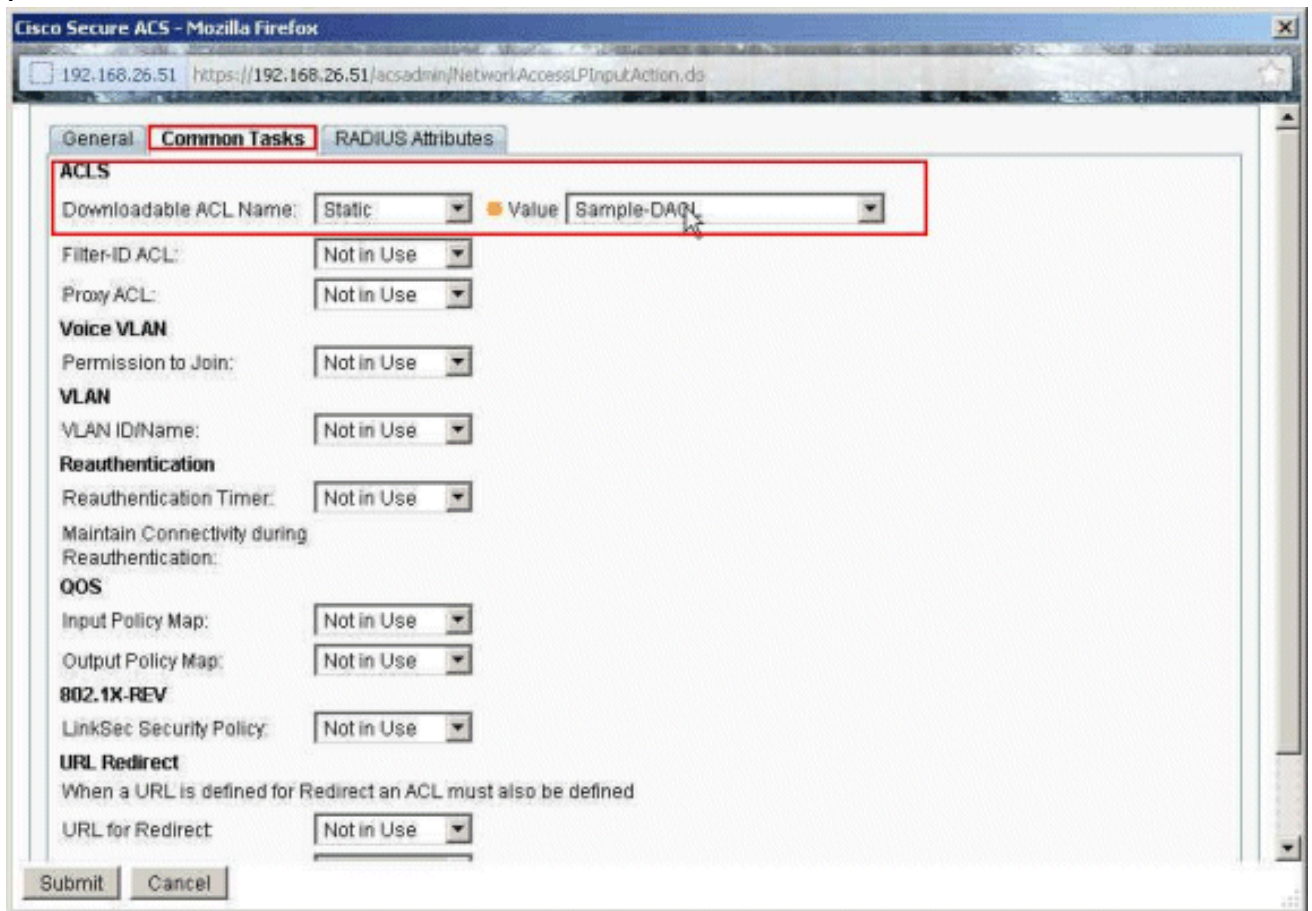 Cisco Secure ACS - Mozilla Firefox
192.168.26.51 https://192.168.26.51/acsadmin/NetworkAccessLPInputAction.do
General Common Tasks RADIUS Attributes
ACLS
Downloadable ACL Name: Static Value Sample-DACL
Filter-ID ACL: Not in Use
Proxy ACL: Not in Use
Voice VLAN
Permission to Join: Not in Use
VLAN
VLAN ID/Name: Not in Use
Reauthentication
Reauthentication Timer: Not in Use
Maintain Connectivity during
Reauthentication:
QOS
Input Policy Map: Not in Use
Output Policy Map: Not in Use
802.1X-REV
LinkSec Security Policy: Not in Use
URL Redirect
When a URL is defined for Redirect an ACL must also be defined
URL for Redirect: Not in Use
Submit Cancel